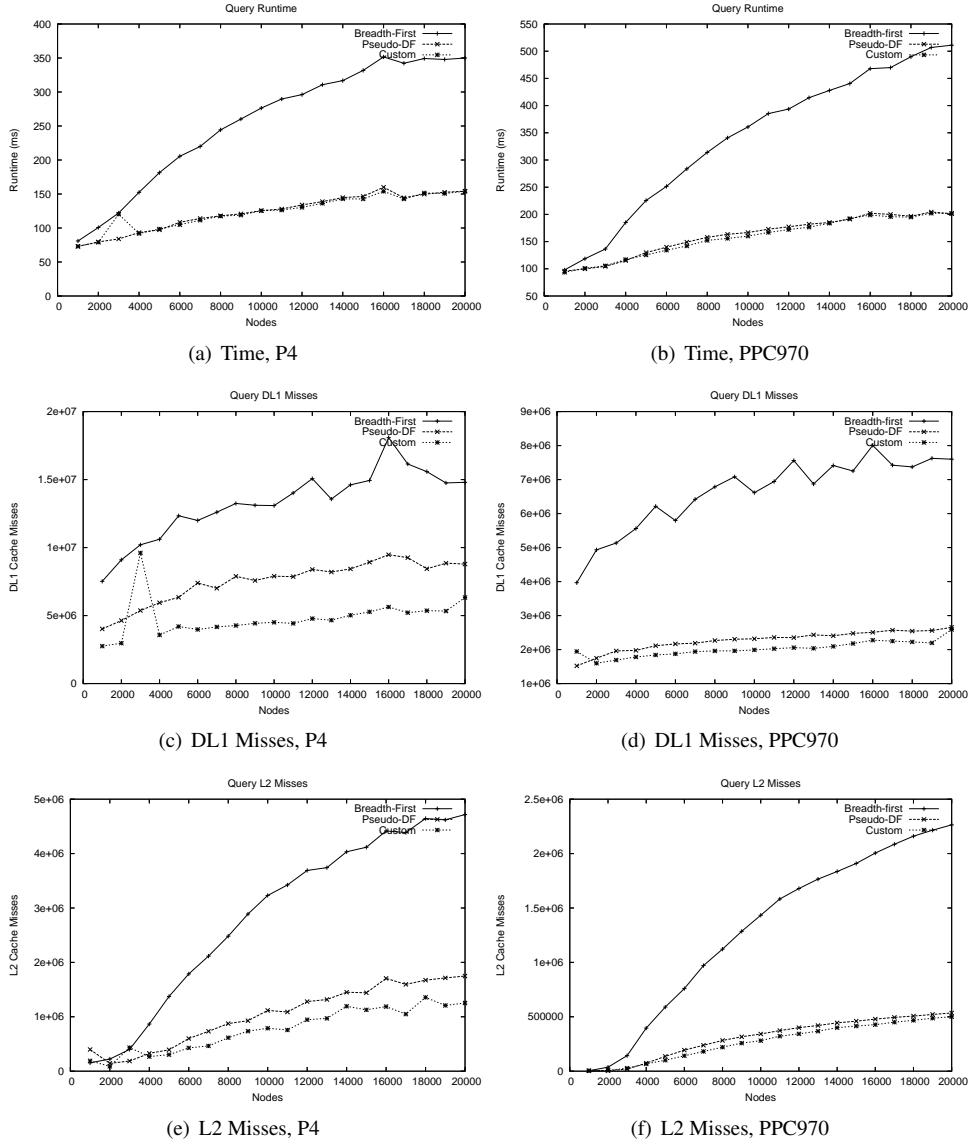 Query Runtime
400
350
300
250
200
150
100
50
0
Runtime (ms)
Breadth-First
Pseudo-DF
Custom
0 2000 4000 6000 8000 10000 12000 14000 16000 18000 20000
Nodes
(a) Time, P4
Query Runtime
550
500
450
400
350
300
250
200
150
100
50
Runtime (ms)
Breadth-first
Pseudo-DF
Custom
0 2000 4000 6000 8000 10000 12000 14000 16000 18000 20000
Nodes
(b) Time, PPC970
Query DL1 Misses
2e+07
1.5e+07
1e+07
5e+06
0
DL1 Cache Misses
Breadth-First
Pseudo-DF
Custom
0 2000 4000 6000 8000 10000 12000 14000 16000 18000 20000
Nodes
(c) DL1 Misses, P4
Query DL1 Misses
9e+06
8e+06
7e+06
6e+06
5e+06
4e+06
3e+06
2e+06
1e+06
DL1 Cache Misses
Breadth-first
Pseudo-DF
Custom
0 2000 4000 6000 8000 10000 12000 14000 16000 18000 20000
Nodes
(d) DL1 Misses, PPC970
Query L2 Misses
5e+06
4e+06
3e+06
2e+06
1e+06
0
L2 Cache Misses
Breadth-First
Pseudo-DF
Custom
0 2000 4000 6000 8000 10000 12000 14000 16000 18000 20000
Nodes
(e) L2 Misses, P4
Query L2 Misses
2.5e+06
2e+06
1.5e+06
1e+06
500000
0
L2 Cache Misses
Breadth-first
Pseudo-DF
Custom
0 2000 4000 6000 8000 10000 12000 14000 16000 18000 20000
Nodes
(f) L2 Misses, PPC970